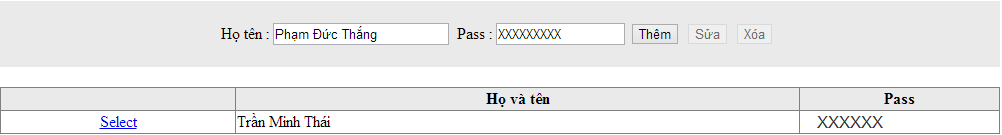 Họ tên : Phạm Đức Thắng Pass : XXXXXXXXX Thêm Sửa Xóa
Họ và tên Pass
Select Trần Minh Thái XXXXXX